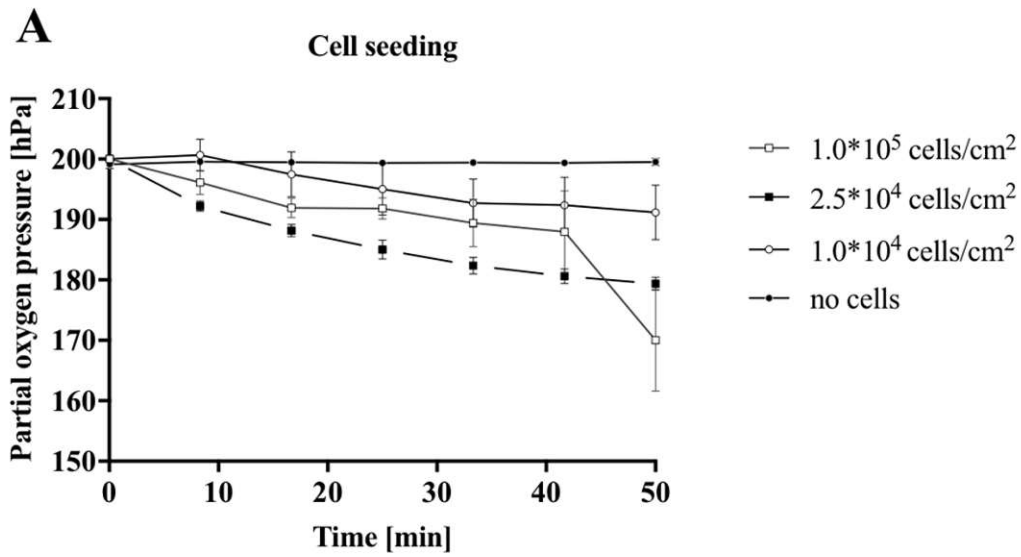 A
Cell seeding
Partial oxygen pressure [hPa]
210
200
190
180
170
160
150
0 10 20 30 40 50
Time [min]
1.0*10⁵ cells/cm²
2.5*10⁴ cells/cm²
1.0*10⁴ cells/cm²
no cells